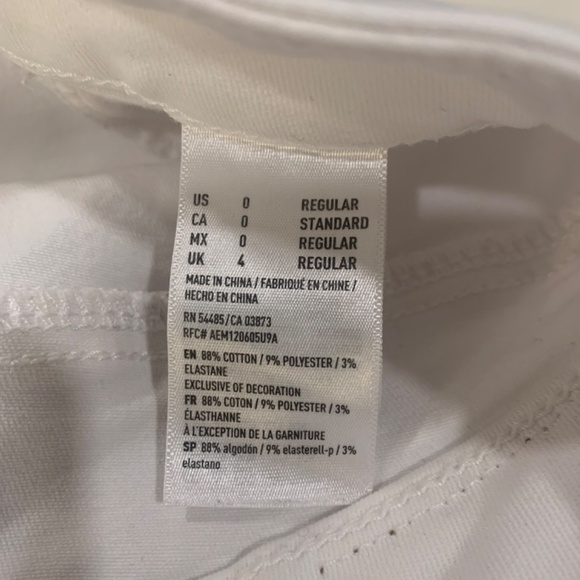 US 0 REGULAR
CA 0 STANDARD
MX 0 REGULAR
UK 4 REGULAR
MADE IN CHINA / FABRIQUÉ EN CHINE /
HECHO EN CHINA
RN 54485/CA 03873
RFC# AEM120605U9A
EN 88% COTTON / 9% POLYESTER / 3%
ELASTANE
EXCLUSIVE OF DECORATION
FR 88% COTON / 9% POLYESTER / 3%
ÉLASTHANNE
À L'EXCEPTION DE LA GARNITURE
SP 88% algodón / 9% elasterell-p / 3%
elastano